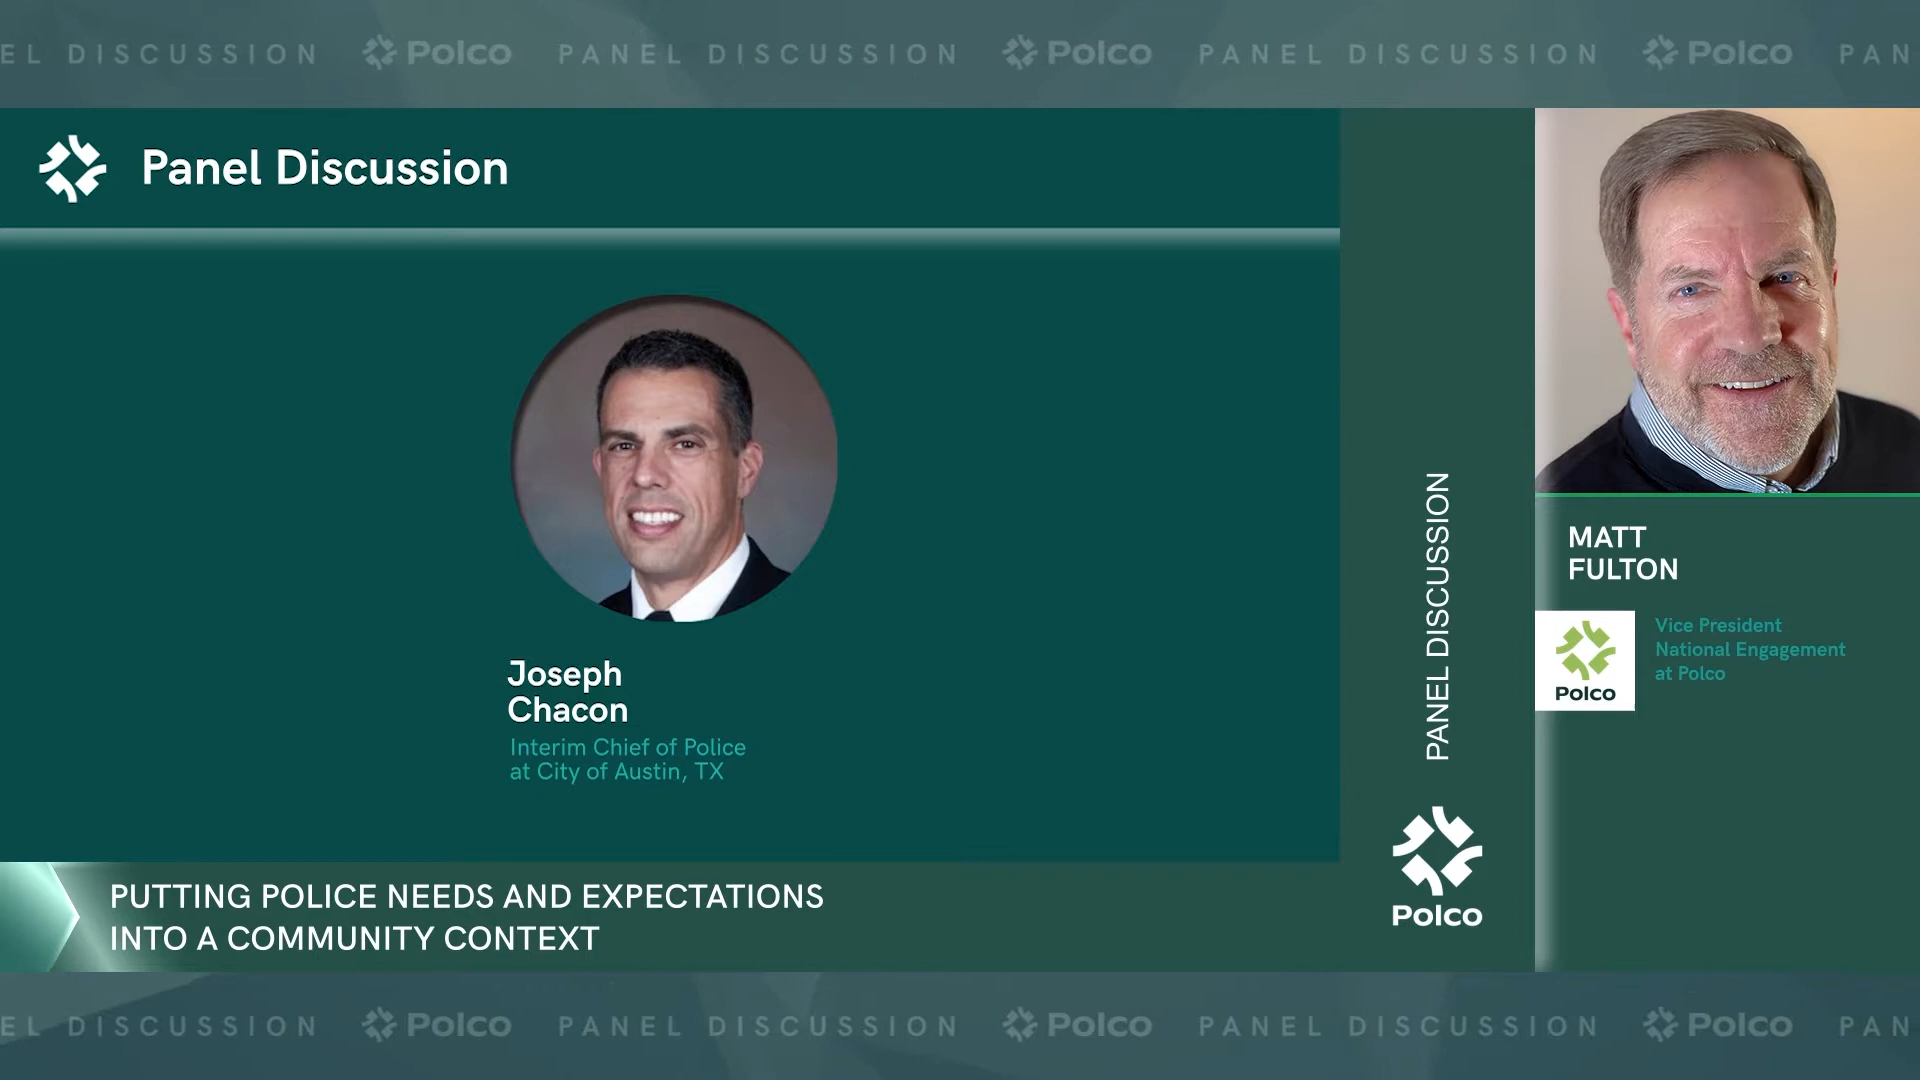 EL DISCUSSION Polco PANEL DISCUSSION Polco PANEL DISCUSSION Polco PAN
Panel Discussion
Joseph
Chacon
Interim Chief of Police
at City of Austin, TX
PUTTING POLICE NEEDS AND EXPECTATIONS
INTO A COMMUNITY CONTEXT
PANEL DISCUSSION
Polco
MATT
FULTON
Polco
Vice President
National Engagement
at Polco
EL DISCUSSION Polco PANEL DISCUSSION Polco PANEL DISCUSSION Polco PAN